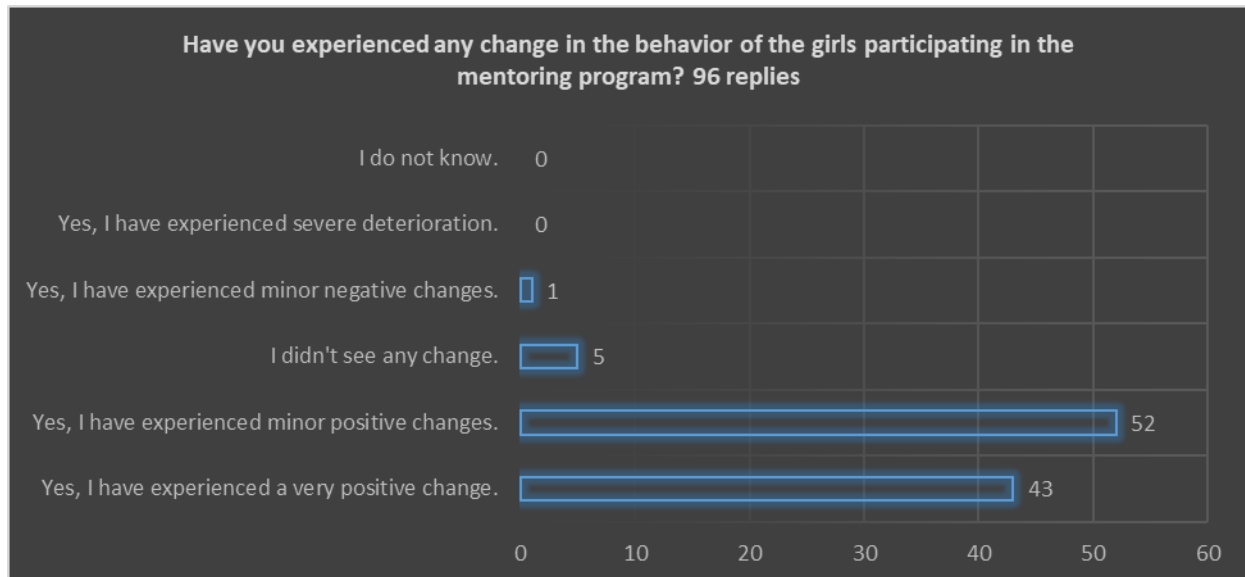 Have you experienced any change in the behavior of the girls participating in the
mentoring program? 96 replies
I do not know. 0
Yes, I have experienced severe deterioration. 0
Yes, I have experienced minor negative changes. 1
I didn't see any change. 5
Yes, I have experienced minor positive changes. 52
Yes, I have experienced a very positive change. 43
0 10 20 30 40 50 60